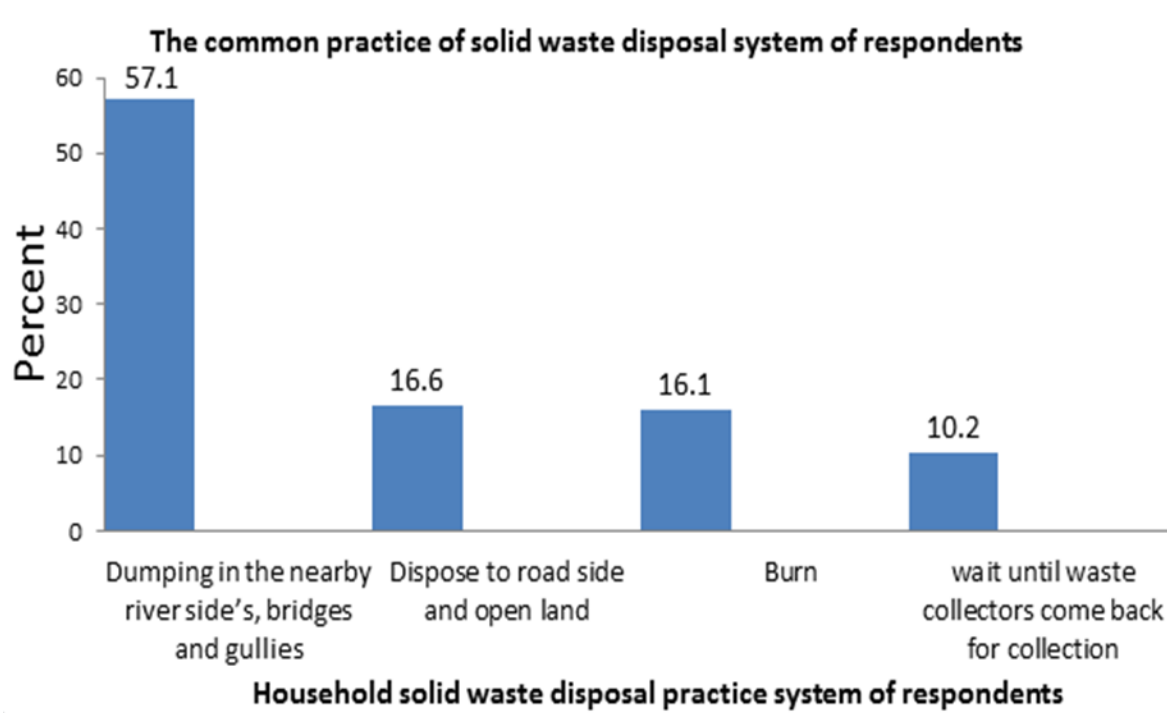 The common practice of solid waste disposal system of respondents
Percent
60
50
40
30
20
10
0
57.1
16.6
16.1
10.2
Dumping in the nearby
river side's, bridges
and gullies
Dispose to road side
and open land
Burn
wait until waste
collectors come back
for collection
Household solid waste disposal practice system of respondents